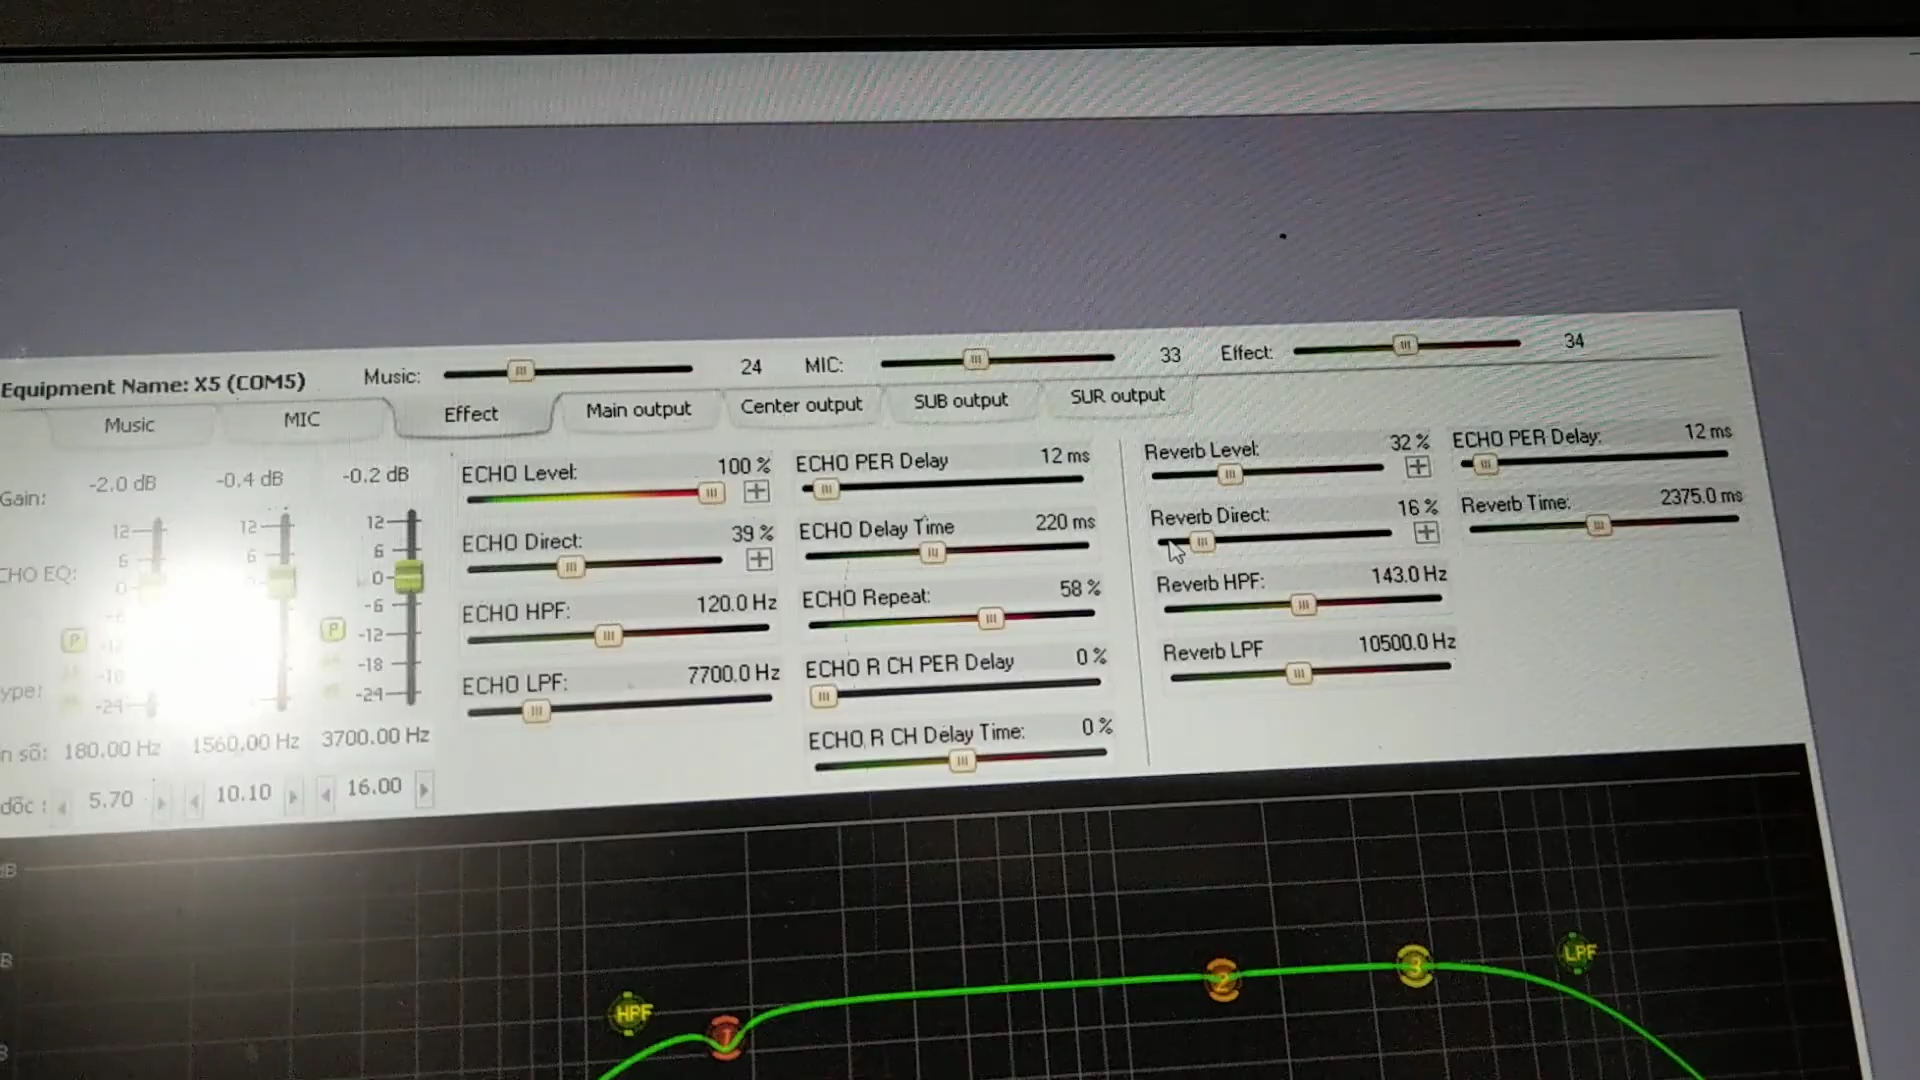 Equipment Name: X5 (COM5)
Music: 24
MIC: 33
Effect: 34
Music
MIC
Effect
Main output
Center output
SUB output
SUR output
Gain:
-2.0 dB
-0.4 dB
-0.2 dB
12
6
0
-24
12
6
12
6
0
-6
-12
-18
-24
P
P
180.00 Hz
1560.00 Hz
3700.00 Hz
5.70
10.10
16.00
ECHO Level: 100 %
ECHO Direct: 39 %
ECHO HPF: 120.0 Hz
ECHO LPF: 7700.0 Hz
ECHO PER Delay 12 ms
ECHO Delay Time 220 ms
ECHO Repeat: 58 %
ECHO R CH PER Delay 0 %
ECHO R CH Delay Time: 0 %
Reverb Level: 32 %
Reverb Direct: 16 %
Reverb HPF: 143.0 Hz
Reverb LPF 10500.0 Hz
ECHO PER Delay: 12 ms
Reverb Time: 2375.0 ms
HPF
1
2
3
LPF